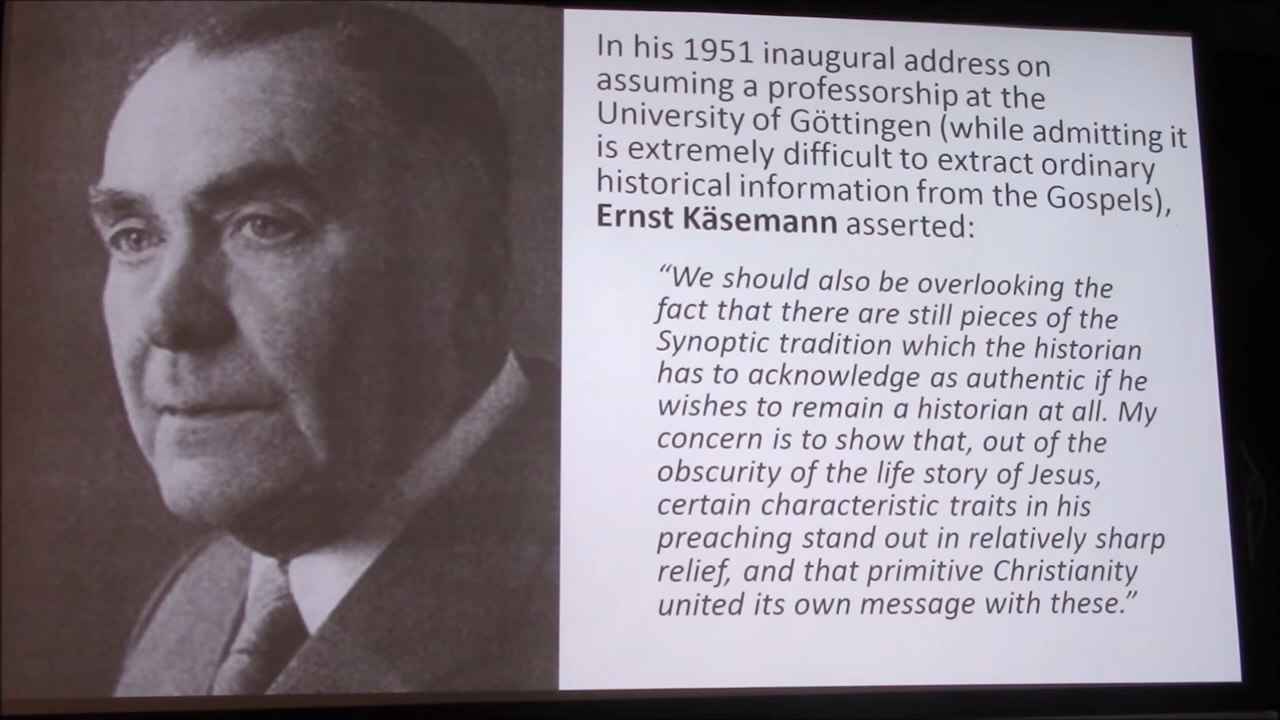 In his 1951 inaugural address on
assuming a professorship at the
University of Göttingen (while admitting it
is extremely difficult to extract ordinary
historical information from the Gospels),
Ernst Käsemann asserted:
“We should also be overlooking the
fact that there are still pieces of the
Synoptic tradition which the historian
has to acknowledge as authentic if he
wishes to remain a historian at all. My
concern is to show that, out of the
obscurity of the life story of Jesus,
certain characteristic traits in his
preaching stand out in relatively sharp
relief, and that primitive Christianity
united its own message with these.”